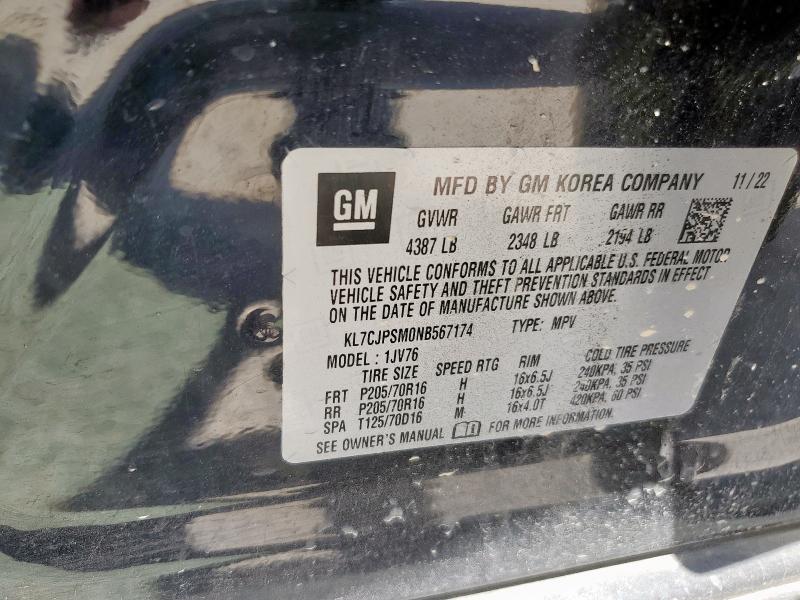 GM MFD BY GM KOREA COMPANY 11/22
GVWR GAWR FRT GAWR RR
4387 LB 2348 LB 2194 LB
THIS VEHICLE CONFORMS TO ALL APPLICABLE U.S. FEDERAL MOTOR
VEHICLE SAFETY AND THEFT PREVENTION STANDARDS IN EFFECT
ON THE DATE OF MANUFACTURE SHOWN ABOVE.
KL7CJPSM0NB567174 TYPE: MPV
MODEL : 1JV76
TIRE SIZE SPEED RTG RIM COLD TIRE PRESSURE
FRT P205/70R16 H 16x6.5J 240KPA, 35 PSI
RR P205/70R16 H 16x6.5J 240KPA, 35 PSI
SPA T125/70D16 M 16x4.0T 420KPA, 60 PSI
SEE OWNER'S MANUAL FOR MORE INFORMATION.